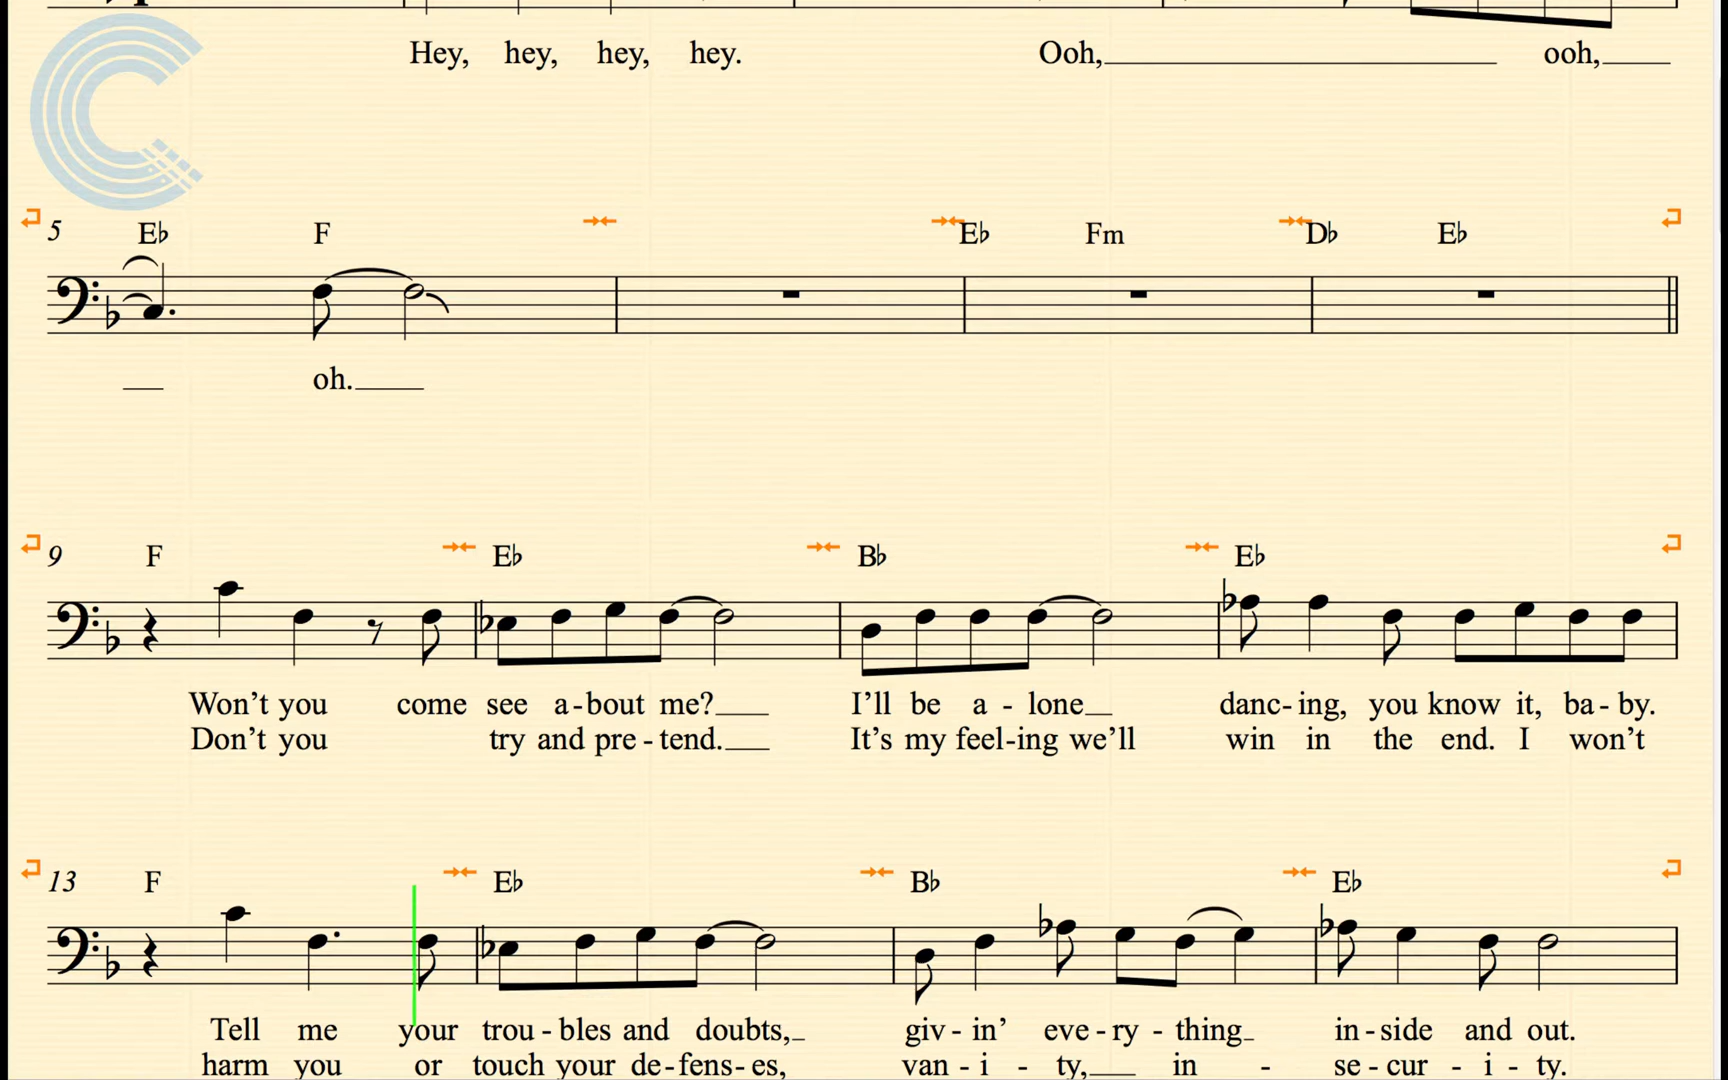 Hey, hey, hey, hey. Ooh, ooh,
5 E♭ F E♭ Fm D♭ E♭
oh.
9 F E♭ B♭ E♭
Won't you come see a-bout me? I'll be a-lone danc-ing, you know it, ba-by.
Don't you try and pre-tend. It's my feel-ing we'll win in the end. I won't
13 F E♭ B♭ E♭
Tell me your trou-bles and doubts, giv-in' eve-ry-thing in-side and out.
harm you or touch your de-fens-es, van-i-ty, in-se-cur-i-ty.